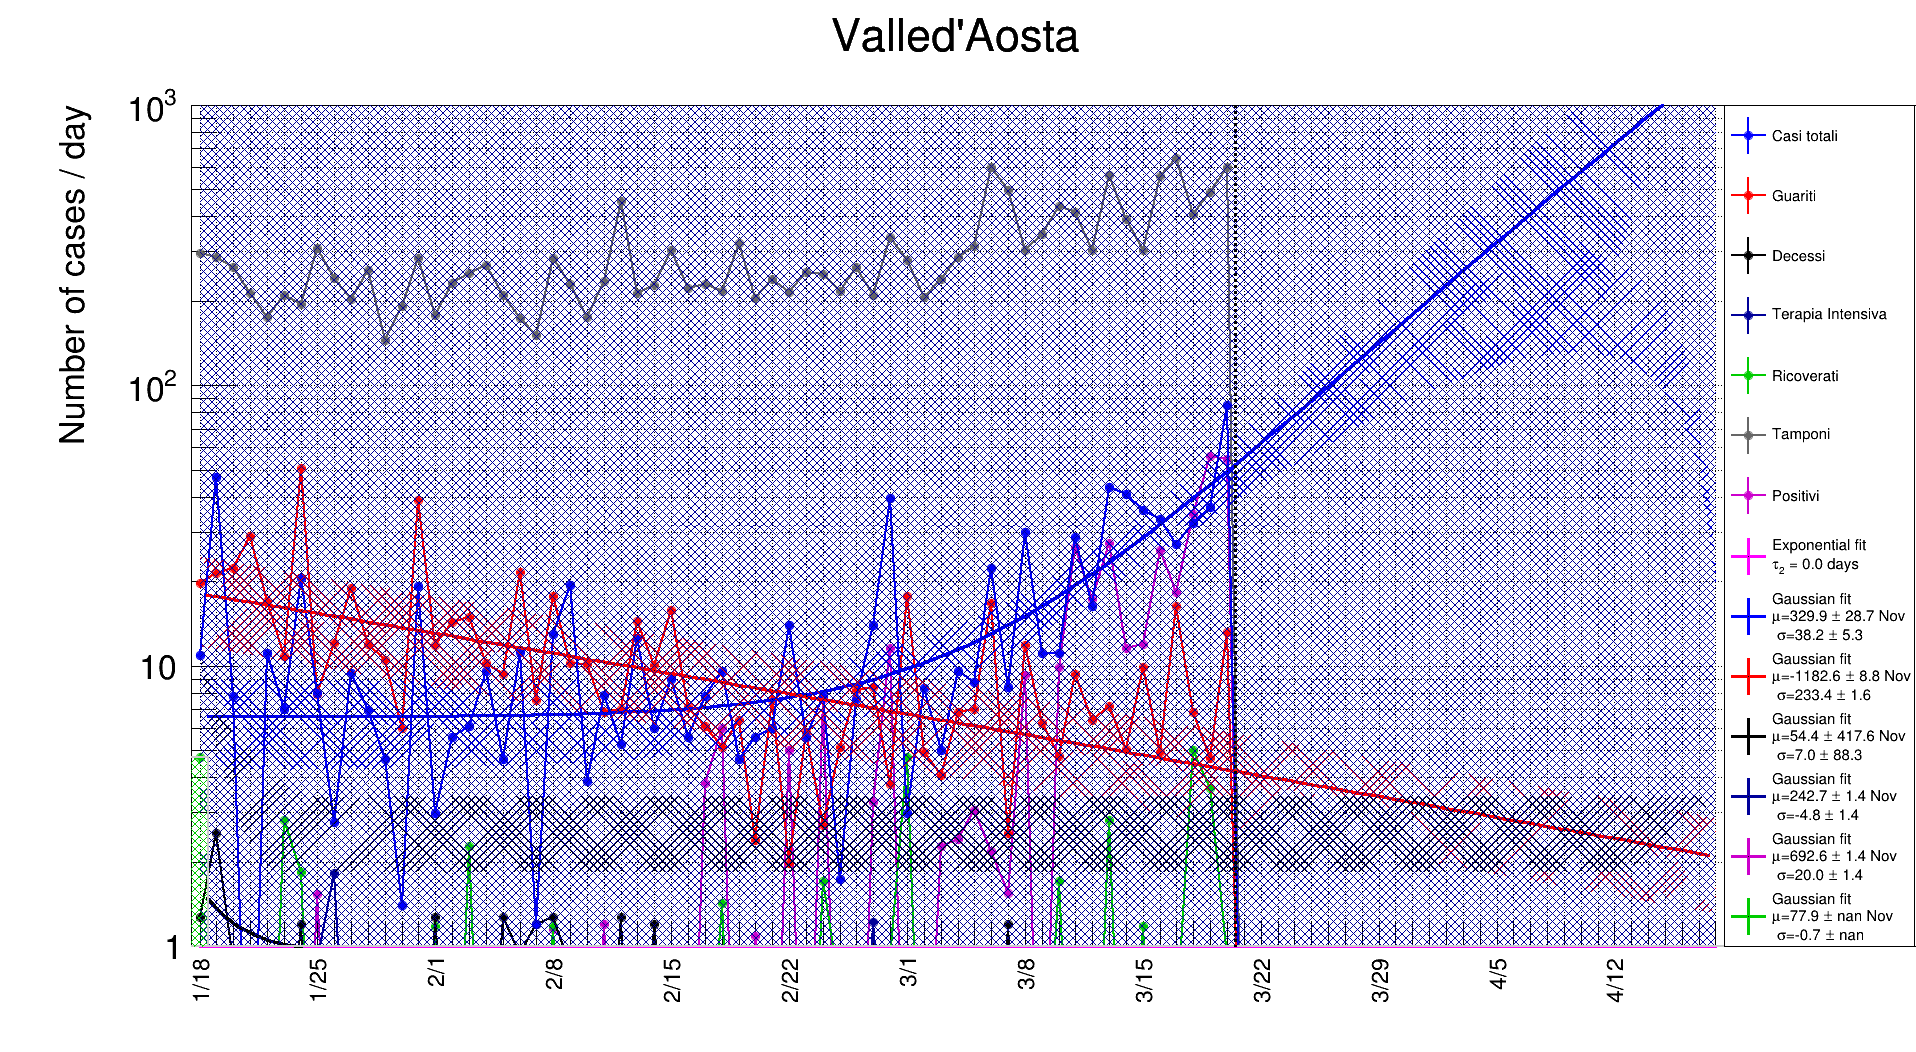 Valled'Aosta
Number of cases / day
10³
10²
10
1
1/18
1/25
2/1
2/8
2/15
2/22
3/1
3/8
3/15
3/22
3/29
4/5
4/12
Casi totali
Guariti
Decessi
Terapia Intensiva
Ricoverati
Tamponi
Positivi
Exponential fit
τ₂ = 0.0 days
Gaussian fit
μ=329.9 ± 28.7 Nov
σ=38.2 ± 5.3
Gaussian fit
μ=-1182.6 ± 8.8 Nov
σ=233.4 ± 1.6
Gaussian fit
μ=54.4 ± 417.6 Nov
σ=7.0 ± 88.3
Gaussian fit
μ=242.7 ± 1.4 Nov
σ=-4.8 ± 1.4
Gaussian fit
μ=692.6 ± 1.4 Nov
σ=20.0 ± 1.4
Gaussian fit
μ=77.9 ± nan Nov
σ=-0.7 ± nan